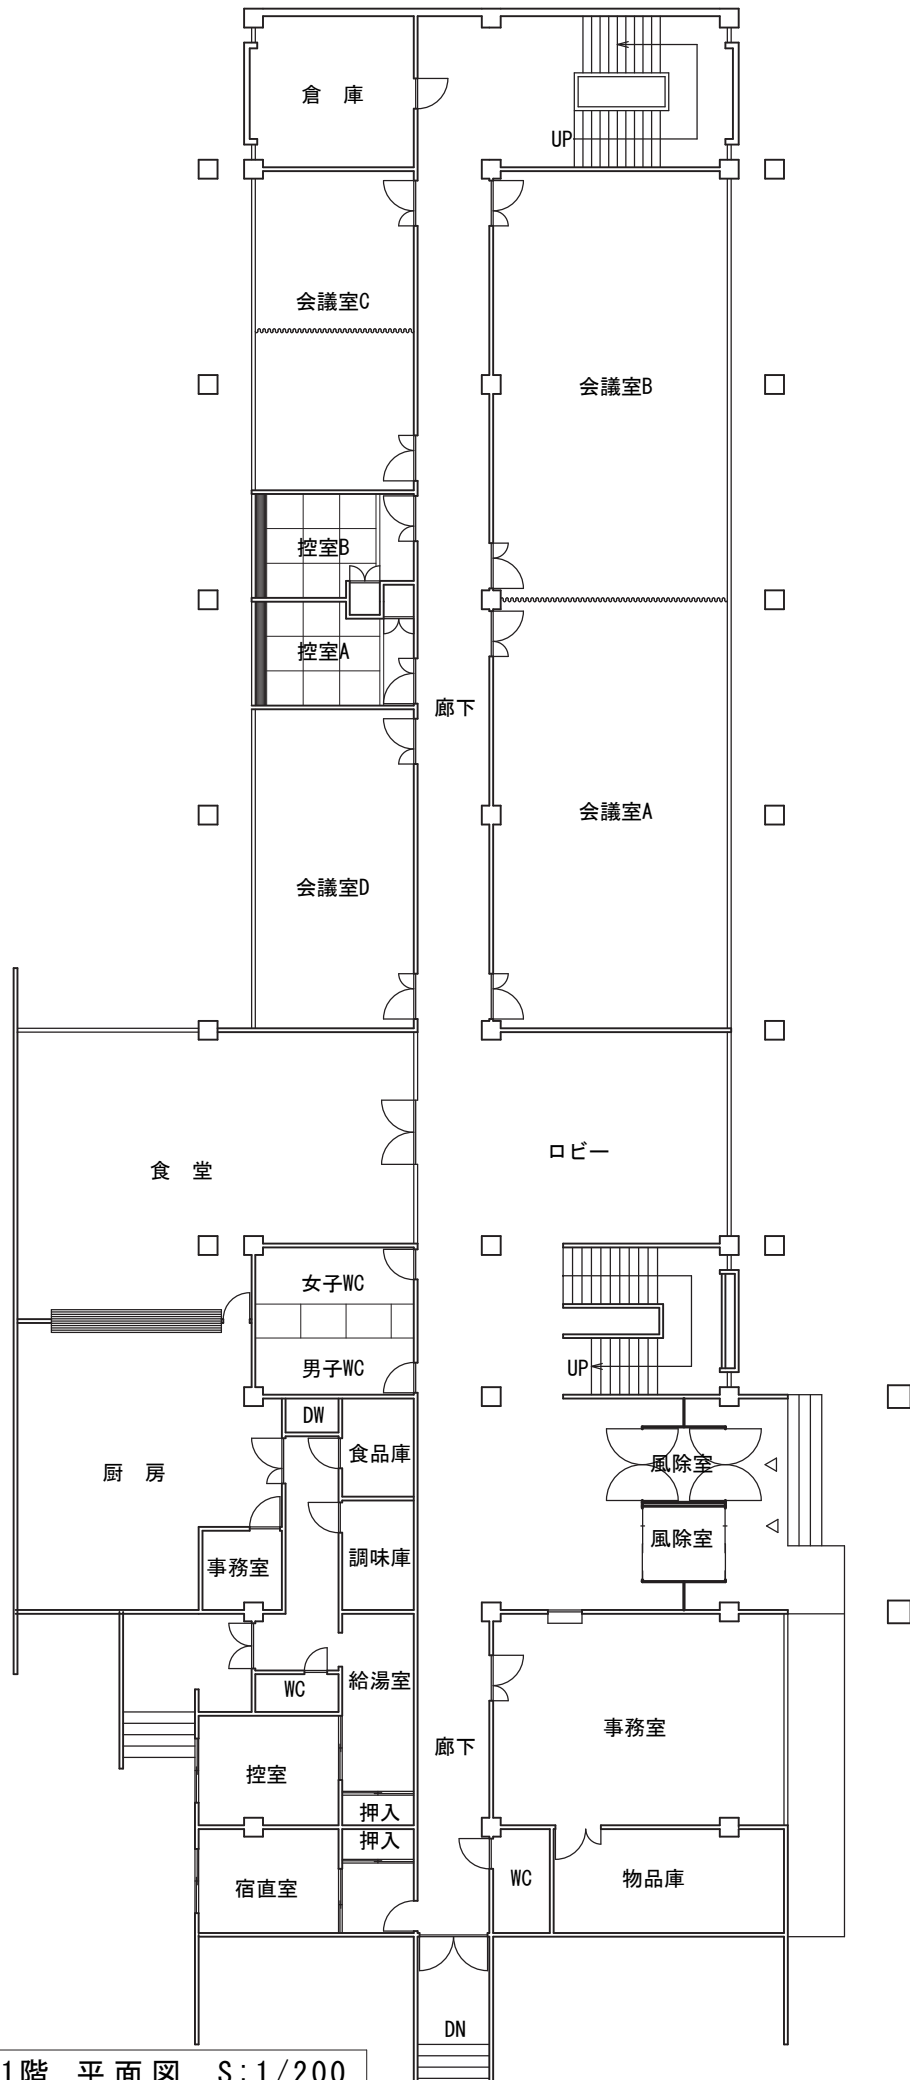 倉　庫
UP
会議室C
会議室B
控室B
控室A
廊下
会議室A
会議室D
ロビー
食　堂
女子WC
男子WC
UP
DW
食品庫
風除室
厨　房
風除室
調味庫
事務室
給湯室
WC
事務室
廊下
控室
押入
押入
宿直室
WC
物品庫
DN
1階 平面図　S:1/200